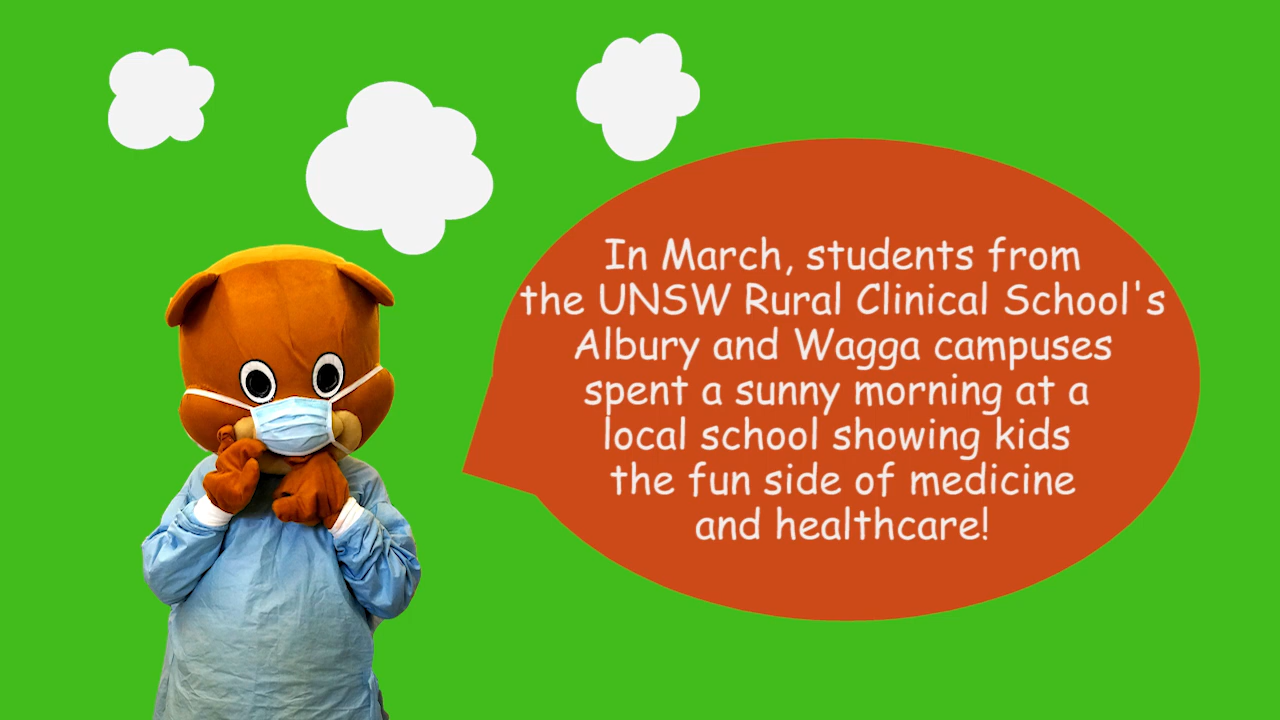 In March, students from
the UNSW Rural Clinical School's
Albury and Wagga campuses
spent a sunny morning at a
local school showing kids
the fun side of medicine
and healthcare!